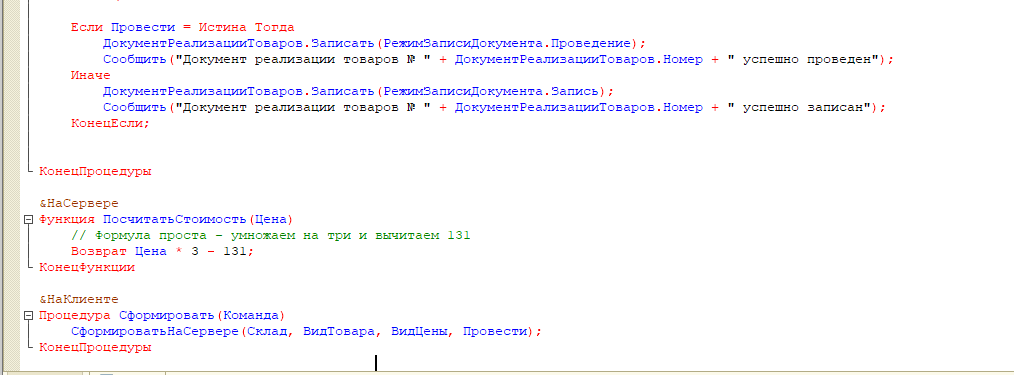 Если Провести = Истина Тогда
ДокументРеализацииТоваров.Записать(РежимЗаписиДокумента.Проведение);
Сообщить("Документ реализации товаров № " + ДокументРеализацииТоваров.Номер + " успешно проведен");
Иначе
ДокументРеализацииТоваров.Записать(РежимЗаписиДокумента.Запись);
Сообщить("Документ реализации товаров № " + ДокументРеализацииТоваров.Номер + " успешно записан");
КонецЕсли;
КонецПроцедуры
&НаСервере
Функция ПосчитатьСтоимость(Цена)
// Формула проста - умножаем на три и вычитаем 131
Возврат Цена * 3 - 131;
КонецФункции
&НаКлиенте
Процедура Сформировать(Команда)
СформироватьНаСервере(Склад, ВидТовара, ВидЦены, Провести);
КонецПроцедуры